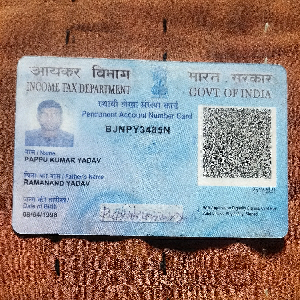 आयकर विभाग
INCOME TAX DEPARTMENT
भारत सरकार
GOVT OF INDIA
स्थायी लेखा संख्या कार्ड
Permanent Account Number Card
BJNPY3485N
नाम / Name
PAPPU KUMAR YADAV
पिता का नाम / Father's Name
RAMANAND YADAV
जन्म की तारीख /
Date of Birth
08/04/1998